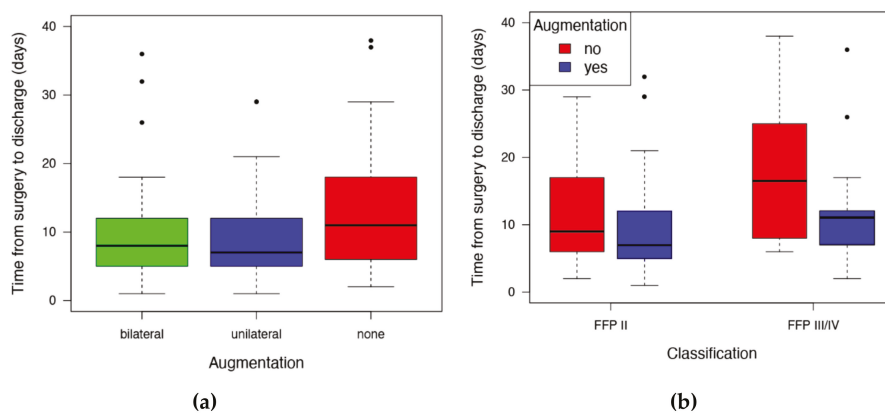 Time from surgery to discharge (days)
40
30
20
10
0
bilateral unilateral none
Augmentation
(a)
Time from surgery to discharge (days)
40
30
20
10
0
Augmentation
no
yes
FFP II FFP III/IV
Classification
(b)